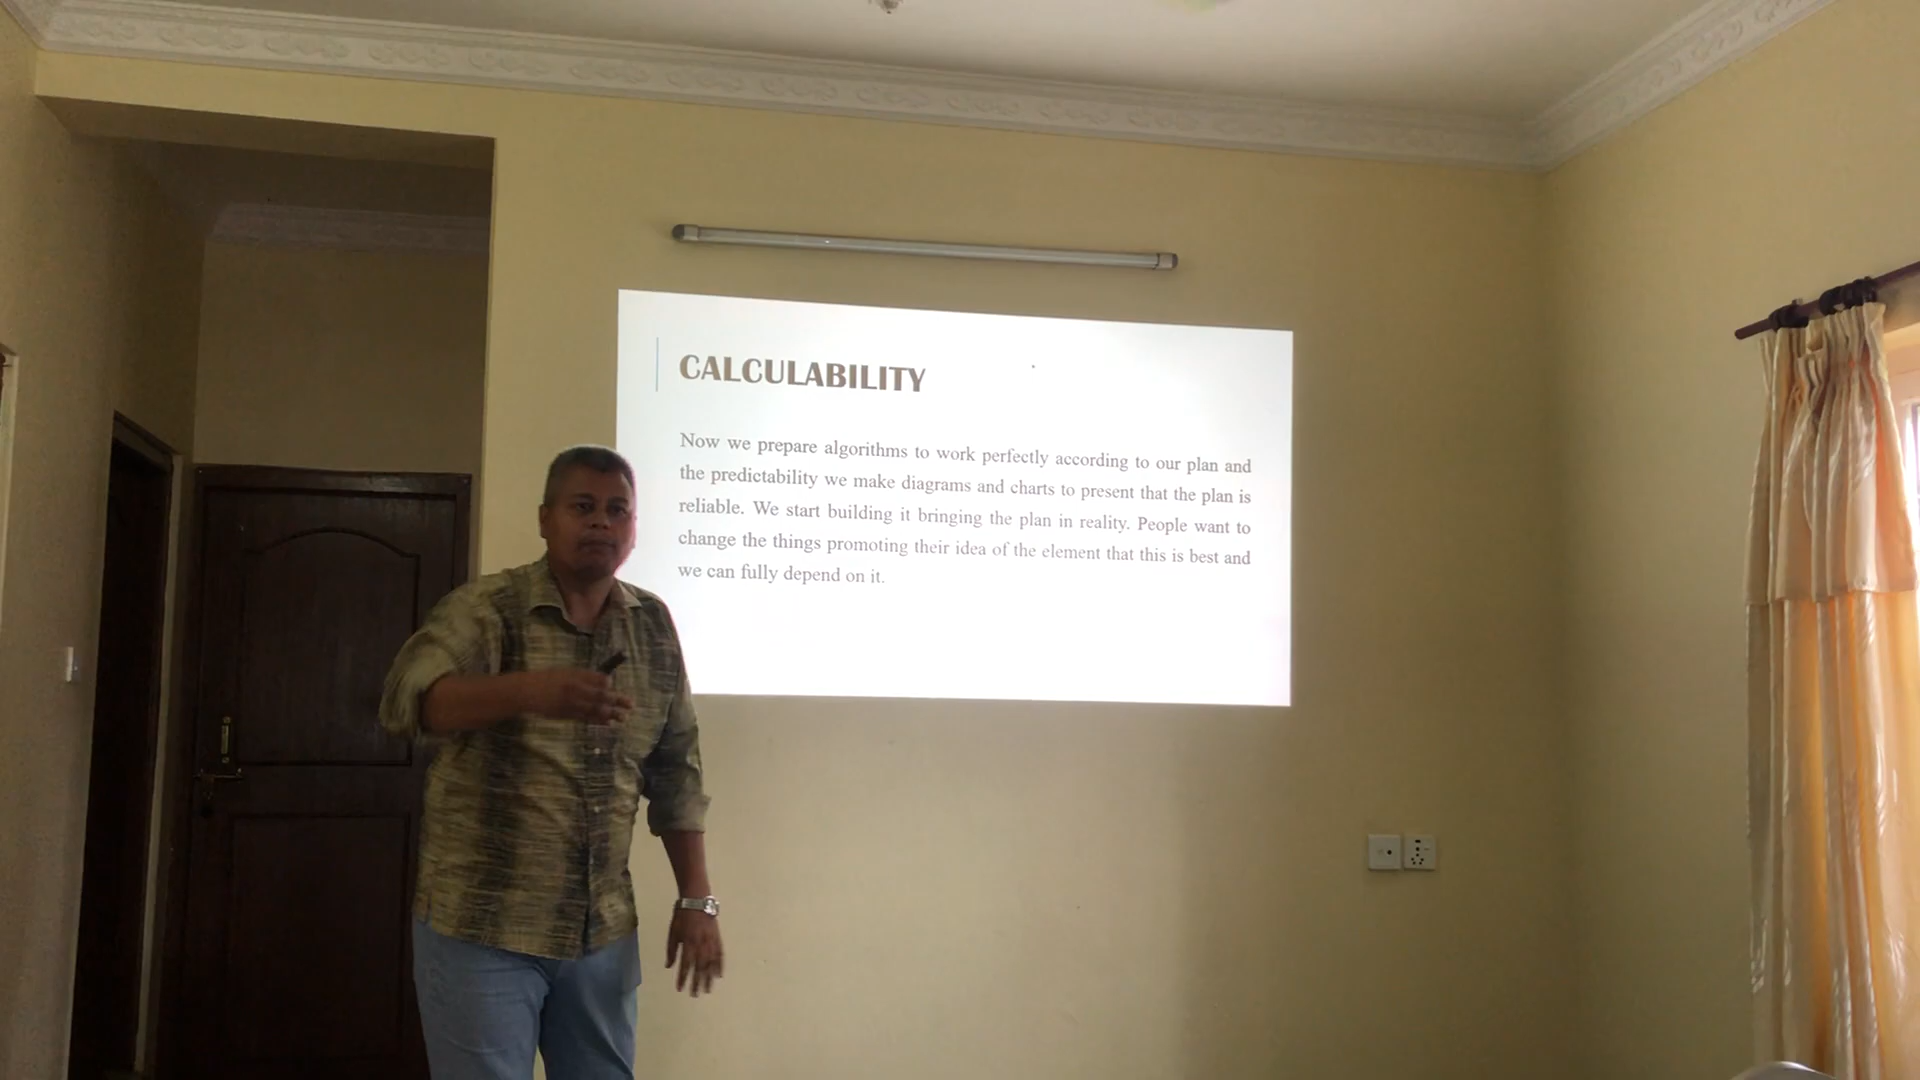 CALCULABILITY
Now we prepare algorithms to work perfectly according to our plan and
the predictability we make diagrams and charts to present that the plan is
reliable. We start building it bringing the plan in reality. People want to
change the things promoting their idea of the element that this is best and
we can fully depend on it.